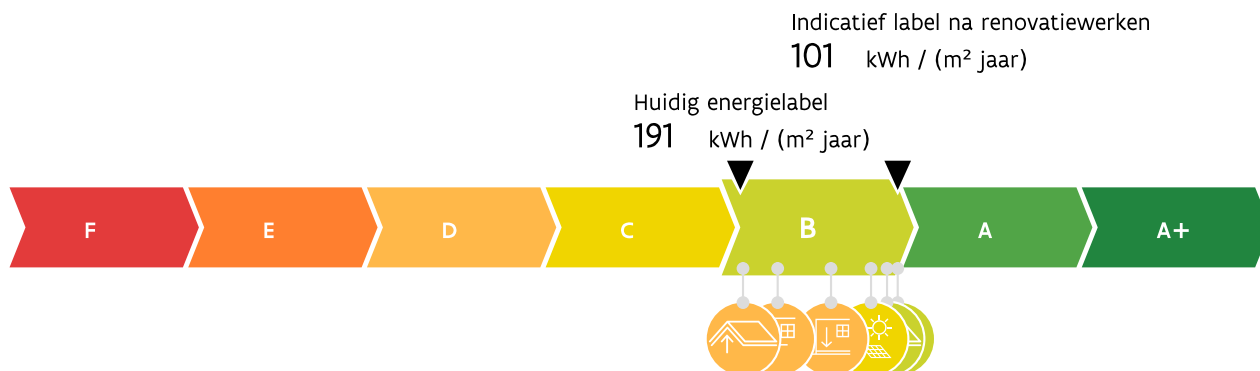 Indicatief label na renovatiewerken
101 kWh / (m² jaar)
Huidig energielabel
191 kWh / (m² jaar)
F E D C B A A+